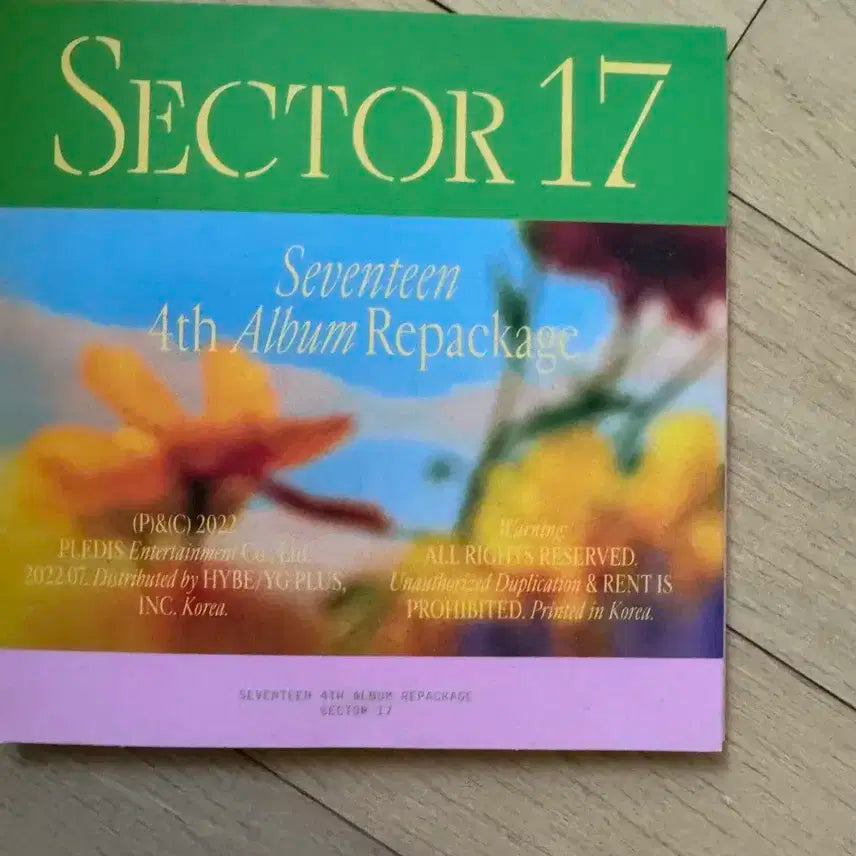 SECTOR 17
Seventeen
4th Album Repackage
(P)&(C) 2022
PLEDIS Entertainment Co., Ltd.
2022.07. Distributed by HYBE/YG PLUS,
INC. Korea.
Warning
ALL RIGHTS RESERVED.
Unauthorized Duplication & RENT IS
PROHIBITED. Printed in Korea.
SEVENTEEN 4TH ALBUM REPACKAGE
SECTOR 17